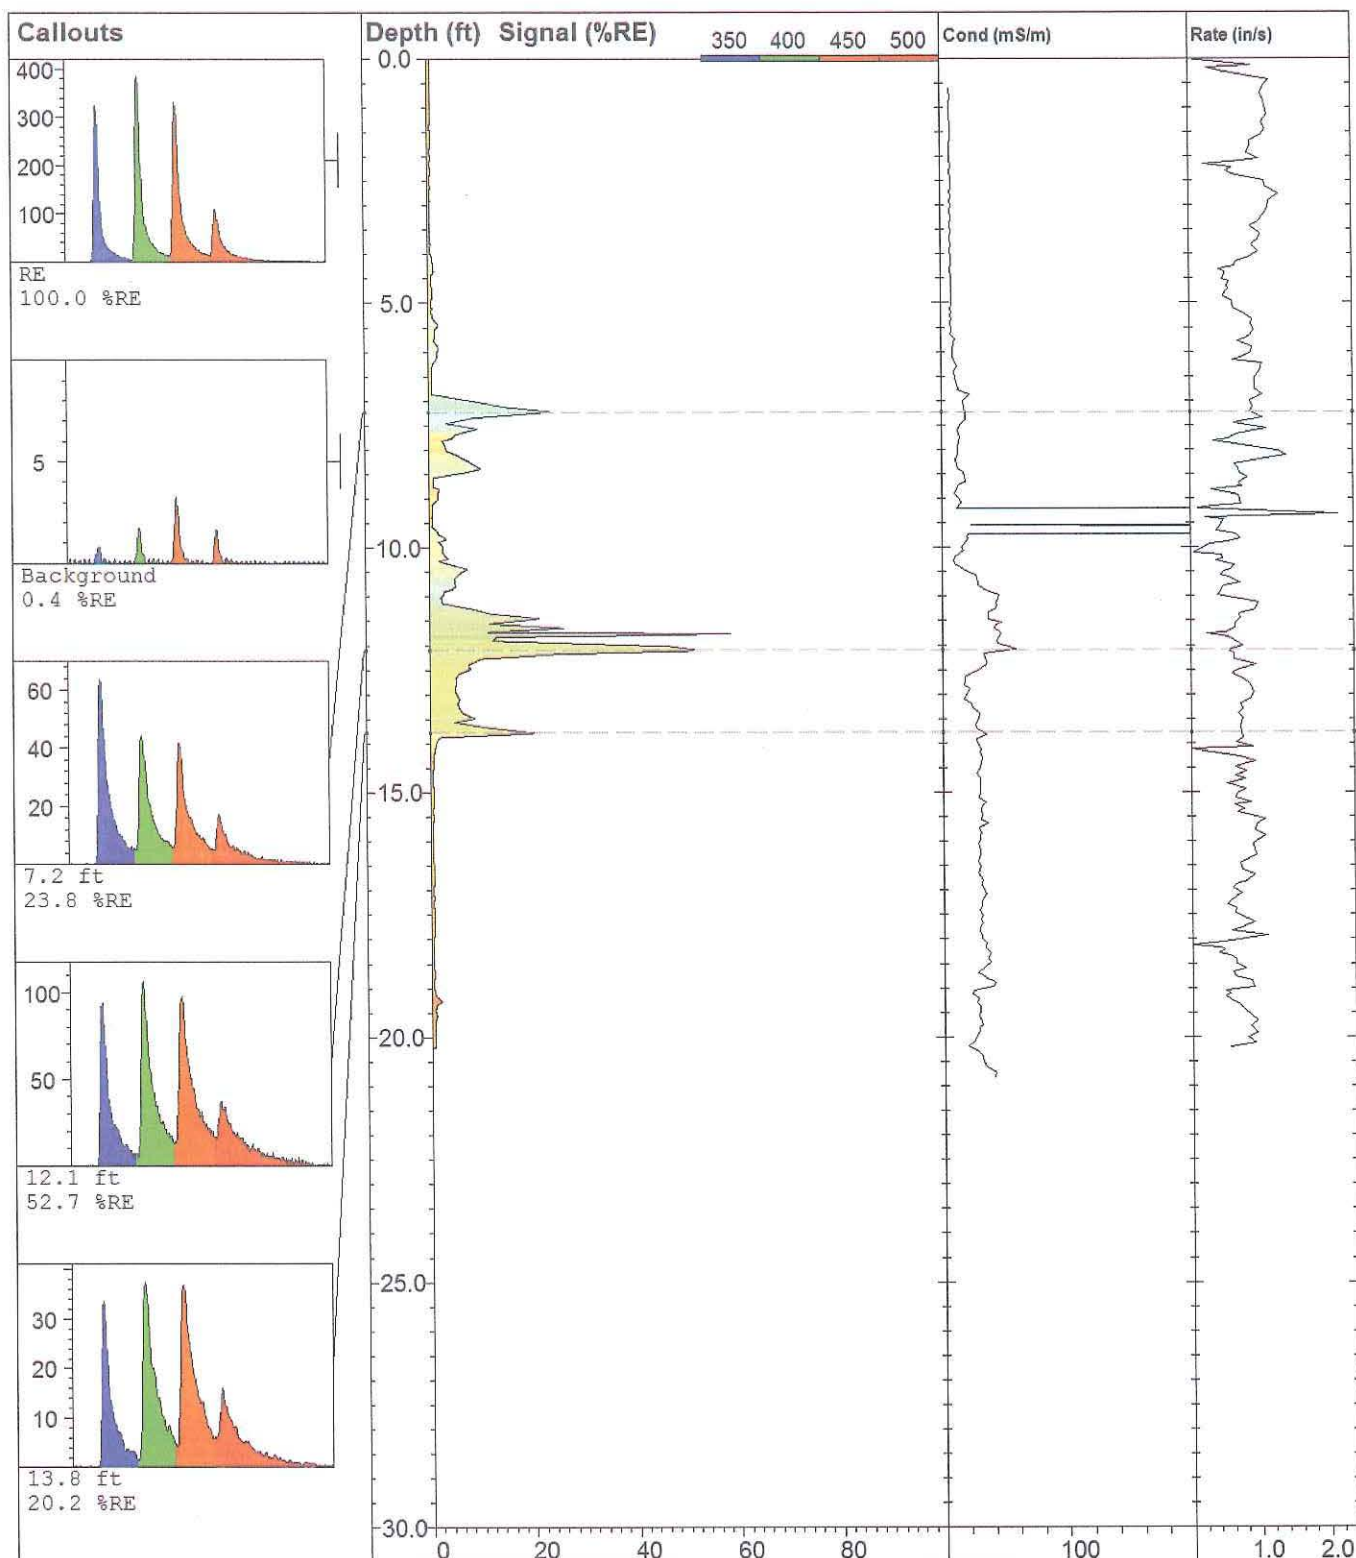 Callouts
Depth (ft) Signal (%RE)
350 400 450 500
Cond (mS/m)
Rate (in/s)
400
300
200
100
RE
100.0 %RE
5
Background
0.4 %RE
60
40
20
7.2 ft
23.8 %RE
100
50
12.1 ft
52.7 %RE
30
20
10
13.8 ft
20.2 %RE
0.0
5.0
10.0
15.0
20.0
25.0
30.0
0 20 40 60 80
100
1.0 2.0